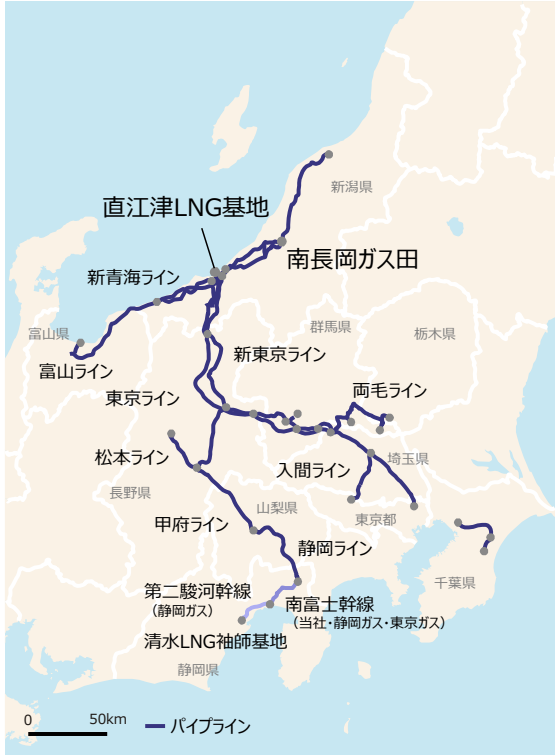 新潟県
直江津LNG基地
南長岡ガス田
新青海ライン
富山県
群馬県
栃木県
富山ライン
新東京ライン
東京ライン
両毛ライン
松本ライン
入間ライン
埼玉県
長野県
山梨県
東京都
甲府ライン
静岡ライン
千葉県
第二駿河幹線
(静岡ガス)
南富士幹線
(当社・静岡ガス・東京ガス)
清水LNG袖師基地
静岡県
0 50km
パイプライン